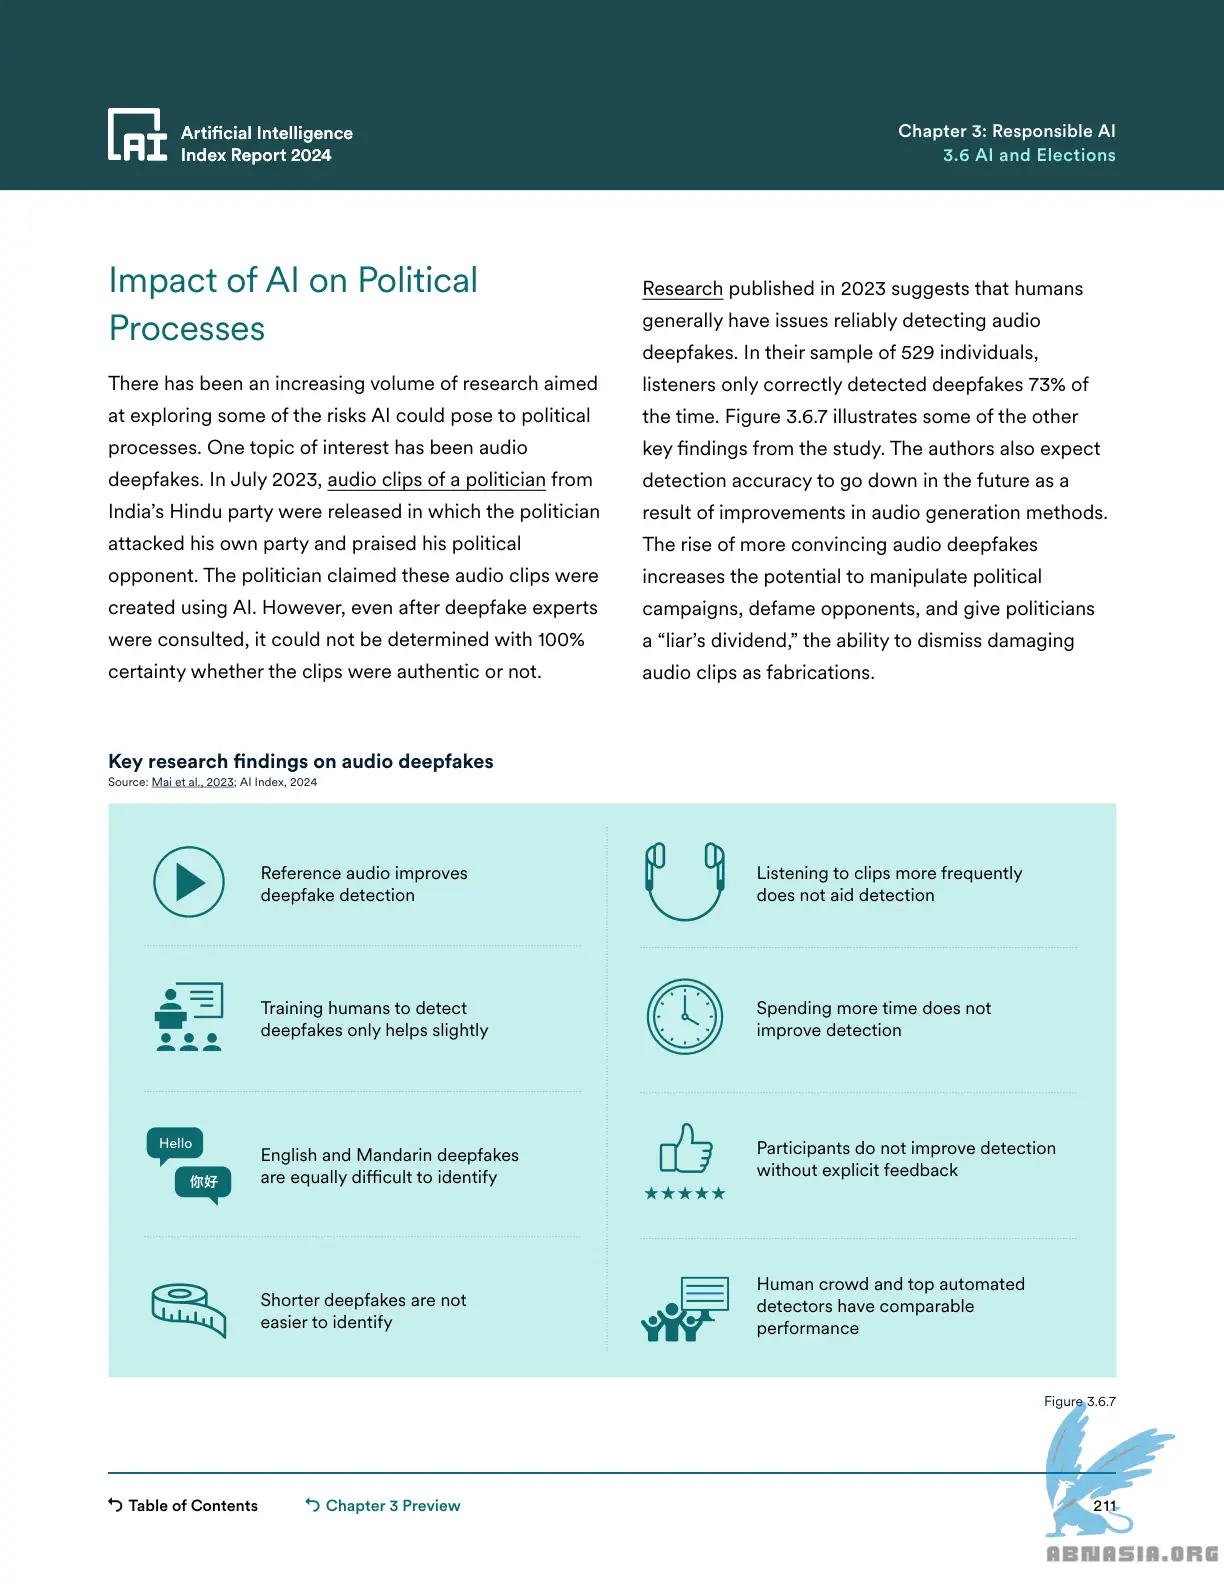 Artificial Intelligence
Index Report 2024
Chapter 3: Responsible AI
3.6 AI and Elections
Impact of AI on Political
Processes
There has been an increasing volume of research aimed
at exploring some of the risks AI could pose to political
processes. One topic of interest has been audio
deepfakes. In July 2023, audio clips of a politician from
India’s Hindu party were released in which the politician
attacked his own party and praised his political
opponent. The politician claimed these audio clips were
created using AI. However, even after deepfake experts
were consulted, it could not be determined with 100%
certainty whether the clips were authentic or not.
Research published in 2023 suggests that humans
generally have issues reliably detecting audio
deepfakes. In their sample of 529 individuals,
listeners only correctly detected deepfakes 73% of
the time. Figure 3.6.7 illustrates some of the other
key findings from the study. The authors also expect
detection accuracy to go down in the future as a
result of improvements in audio generation methods.
The rise of more convincing audio deepfakes
increases the potential to manipulate political
campaigns, defame opponents, and give politicians
a “liar’s dividend,” the ability to dismiss damaging
audio clips as fabrications.
Key research findings on audio deepfakes
Source: Mai et al., 2023; AI Index, 2024
Reference audio improves
deepfake detection
Training humans to detect
deepfakes only helps slightly
Hello
你好
English and Mandarin deepfakes
are equally difficult to identify
Shorter deepfakes are not
easier to identify
Listening to clips more frequently
does not aid detection
Spending more time does not
improve detection
Participants do not improve detection
without explicit feedback
Human crowd and top automated
detectors have comparable
performance
Figure 3.6.7
Table of Contents
Chapter 3 Preview
211
ABNASIA.ORG